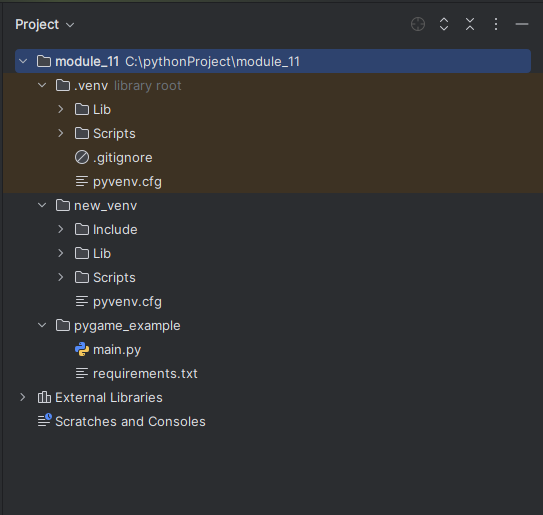 Project
module_11 C:\pythonProject\module_11
.venv library root
Lib
Scripts
.gitignore
pyvenv.cfg
new_venv
Include
Lib
Scripts
pyvenv.cfg
pygame_example
main.py
requirements.txt
External Libraries
Scratches and Consoles